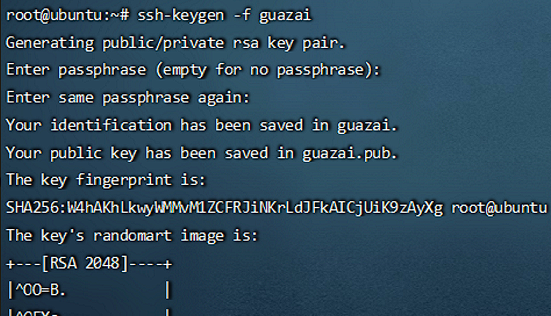 root@ubuntu:~# ssh-keygen -f guazai
Generating public/private rsa key pair.
Enter passphrase (empty for no passphrase):
Enter same passphrase again:
Your identification has been saved in guazai.
Your public key has been saved in guazai.pub.
The key fingerprint is:
SHA256:W4hAKhLkwyWMMvM1ZCFRJiNKrLdJFkAICjUiK9zAyXg root@ubuntu
The key's randomart image is:
+---[RSA 2048]----+
|^OO=B.           |